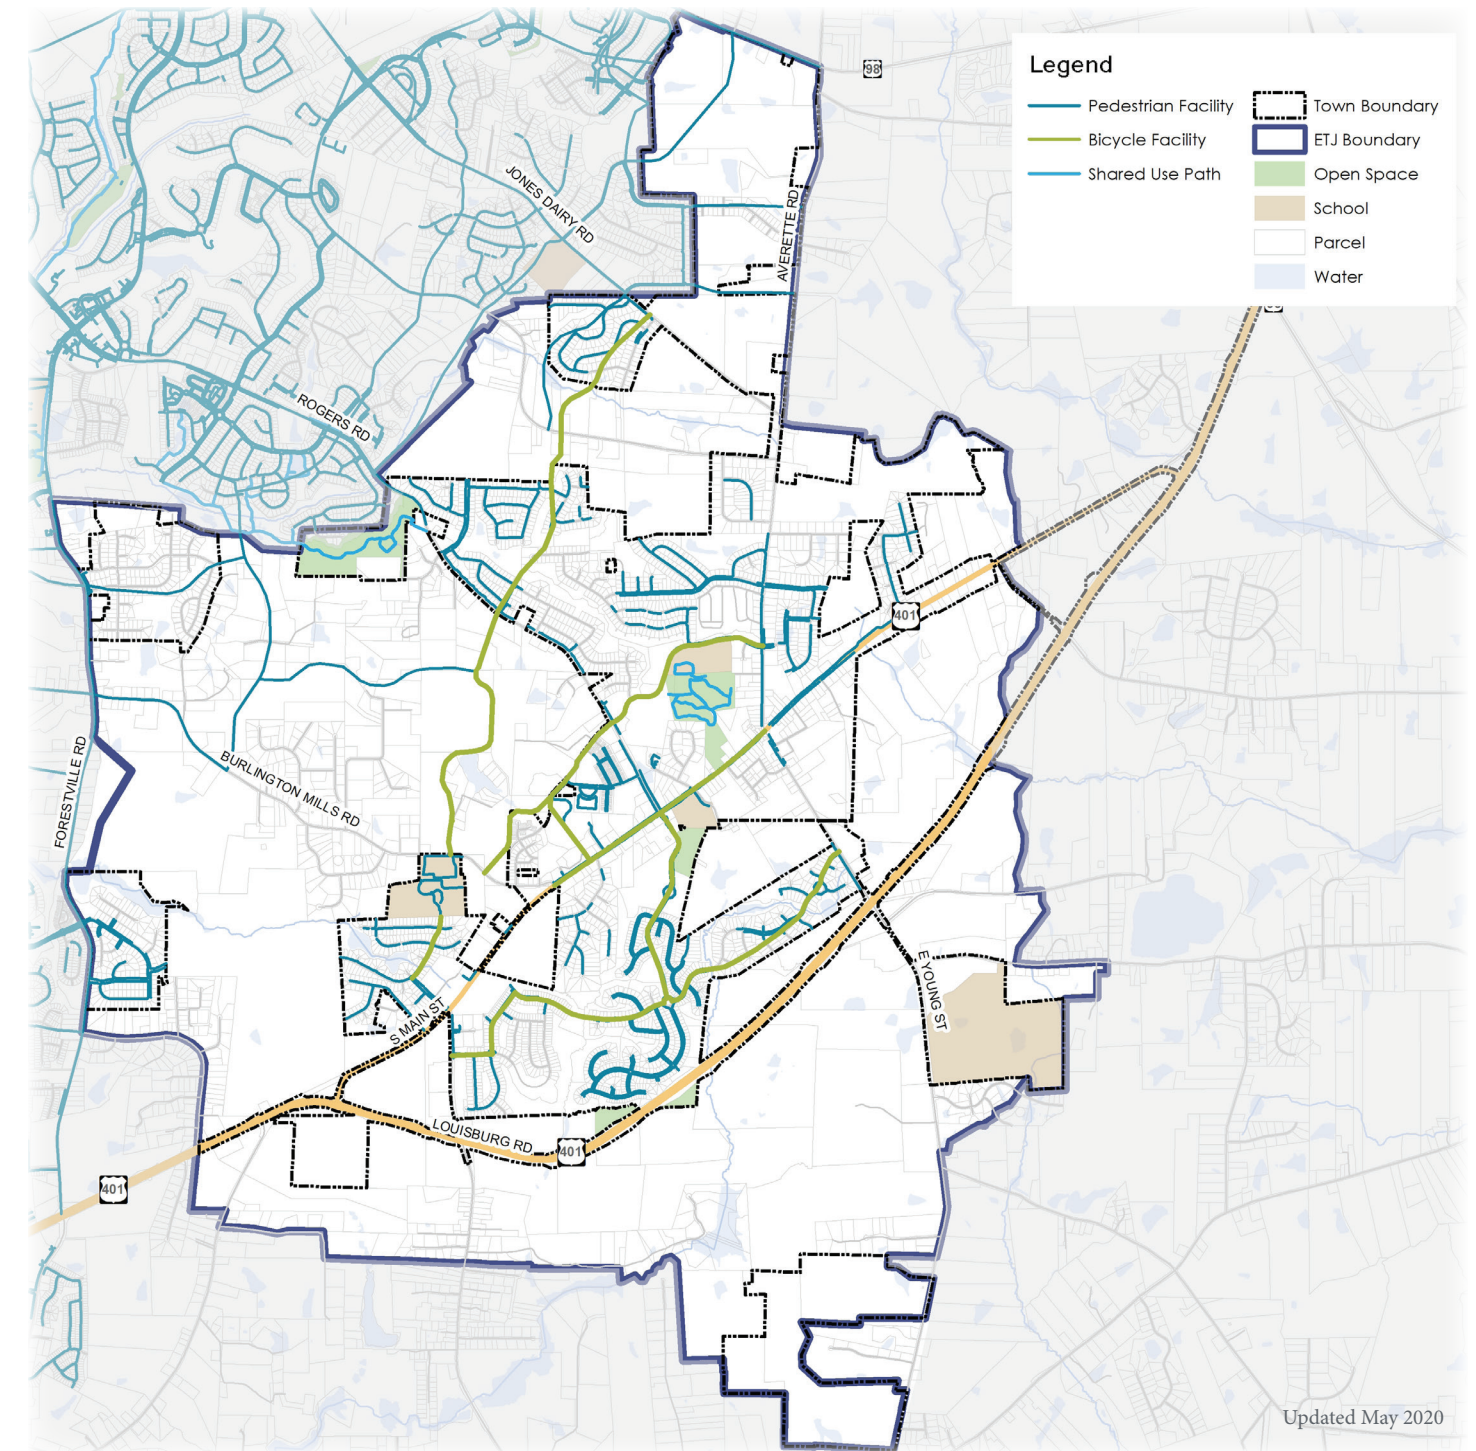 98
Legend
Pedestrian Facility
Bicycle Facility
Shared Use Path
Town Boundary
ETJ Boundary
Open Space
School
Parcel
Water
JONES DAIRY RD
AVERETTE RD
ROGERS RD
401
FORESTVILLE RD
BURLINGTON MILLS RD
E YOUNG ST
S MAIN ST
LOUISBURG RD
401
401
Updated May 2020